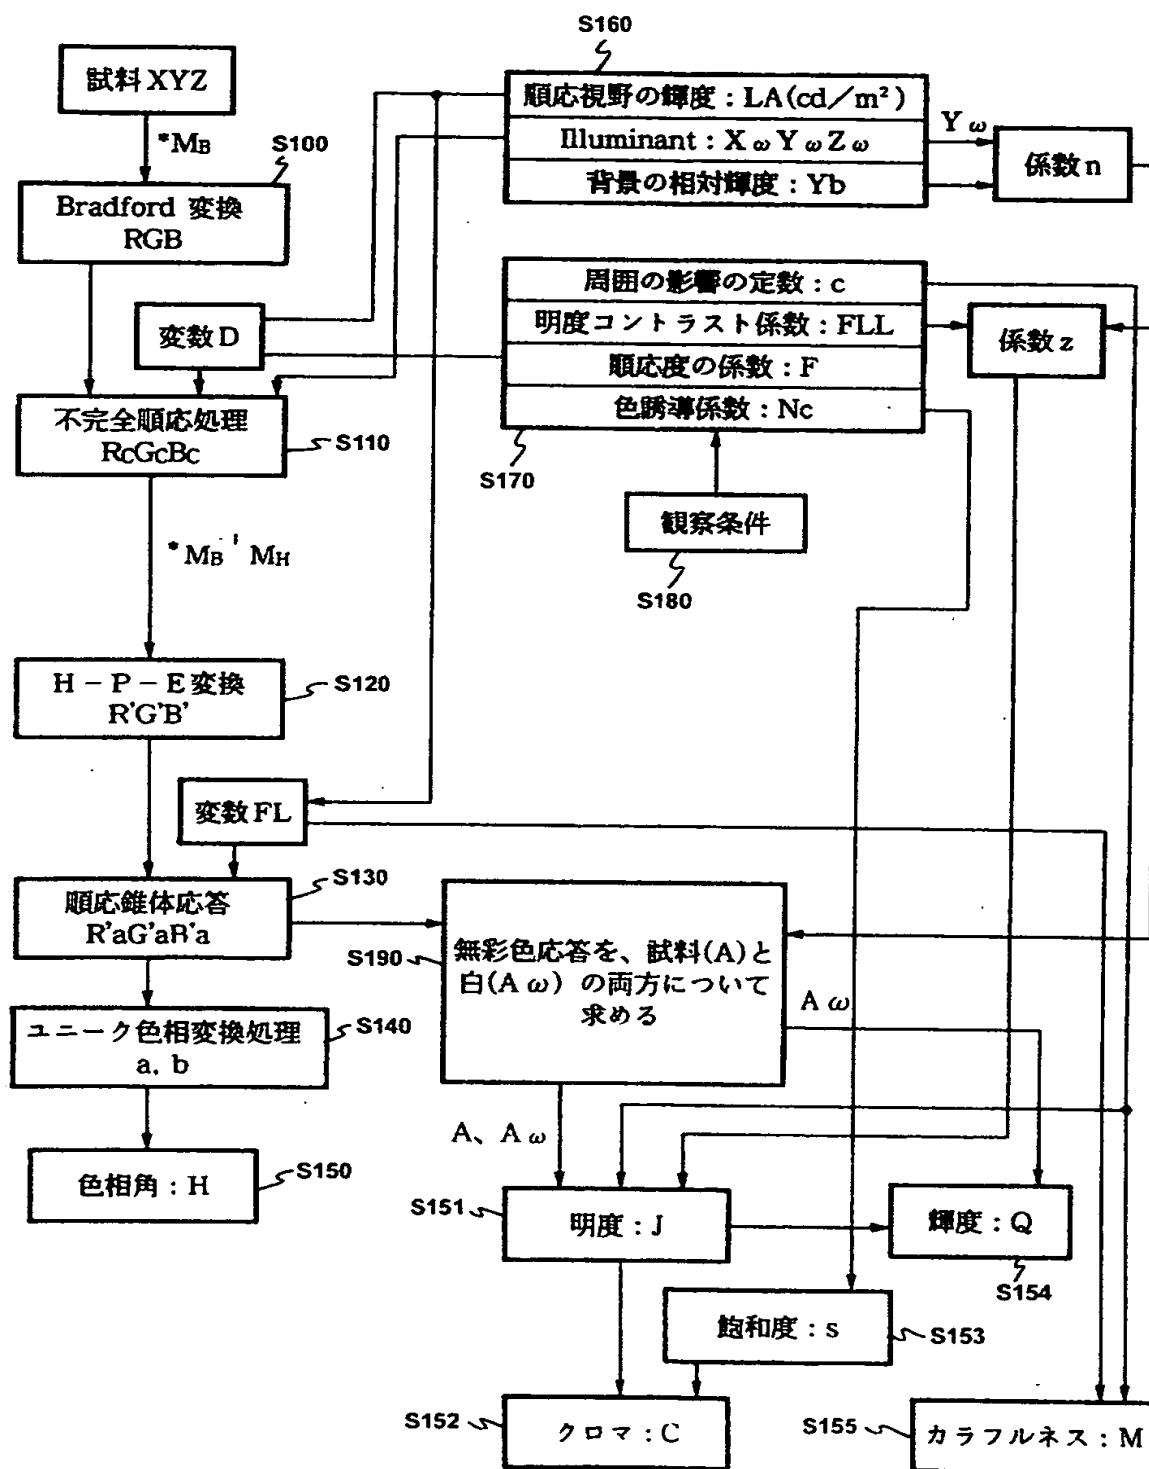 試料XYZ
*MB
S100
Bradford 変換
RGB
変数D
不完全順応処理
RcGcBc
S110
*MB⁻¹ MH
H-P-E変換
R'G'B'
S120
変数FL
順応錐体応答
R'aG'aB'a
S130
ユニーク色相変換処理
a, b
S140
色相角:H
S150
S160
順応視野の輝度:LA(cd/m²)
Illuminant:XωYωZω
背景の相対輝度:Yb
Yω
係数n
周囲の影響の定数:c
明度コントラスト係数:FLL
順応度の係数:F
色誘導係数:Nc
S170
係数z
観察条件
S180
S190
無彩色応答を、試料(A)と
白(Aω)の両方について
求める
Aω
A、Aω
S151
明度:J
輝度:Q
S154
飽和度:s
S153
S152
クロマ:C
S155
カラフルネス:M